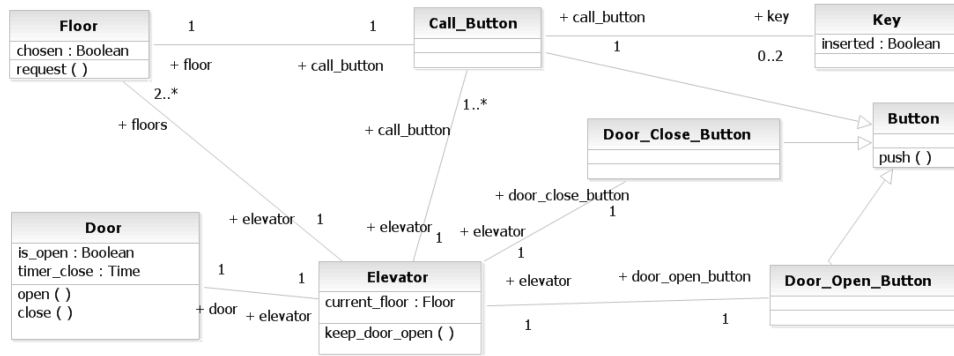 Floor
chosen : Boolean
request ( )
1
1
+ floor
+ call_button
Call_Button
+ call_button
+ key
1
0..2
Key
inserted : Boolean
2..*
+ floors
1..*
+ call_button
Door_Close_Button
Button
push ( )
+ door_close_button
1
+ elevator
1
+ elevator
1
+ elevator
1
Door
is_open : Boolean
timer_close : Time
open ( )
close ( )
1
1
+ door
+ elevator
Elevator
current_floor : Floor
keep_door_open ( )
+ elevator
+ door_open_button
1
1
Door_Open_Button